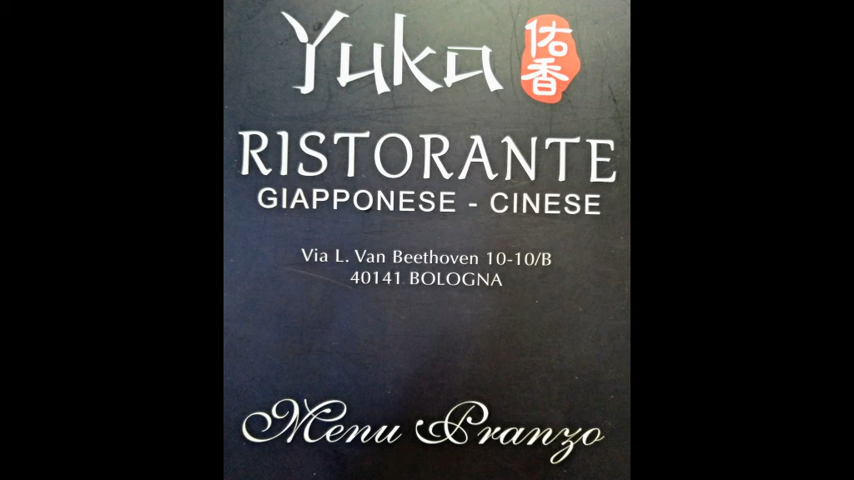 Yuka 佑香
RISTORANTE
GIAPPONESE - CINESE
Via L. Van Beethoven 10-10/B
40141 BOLOGNA
Menu Pranzo